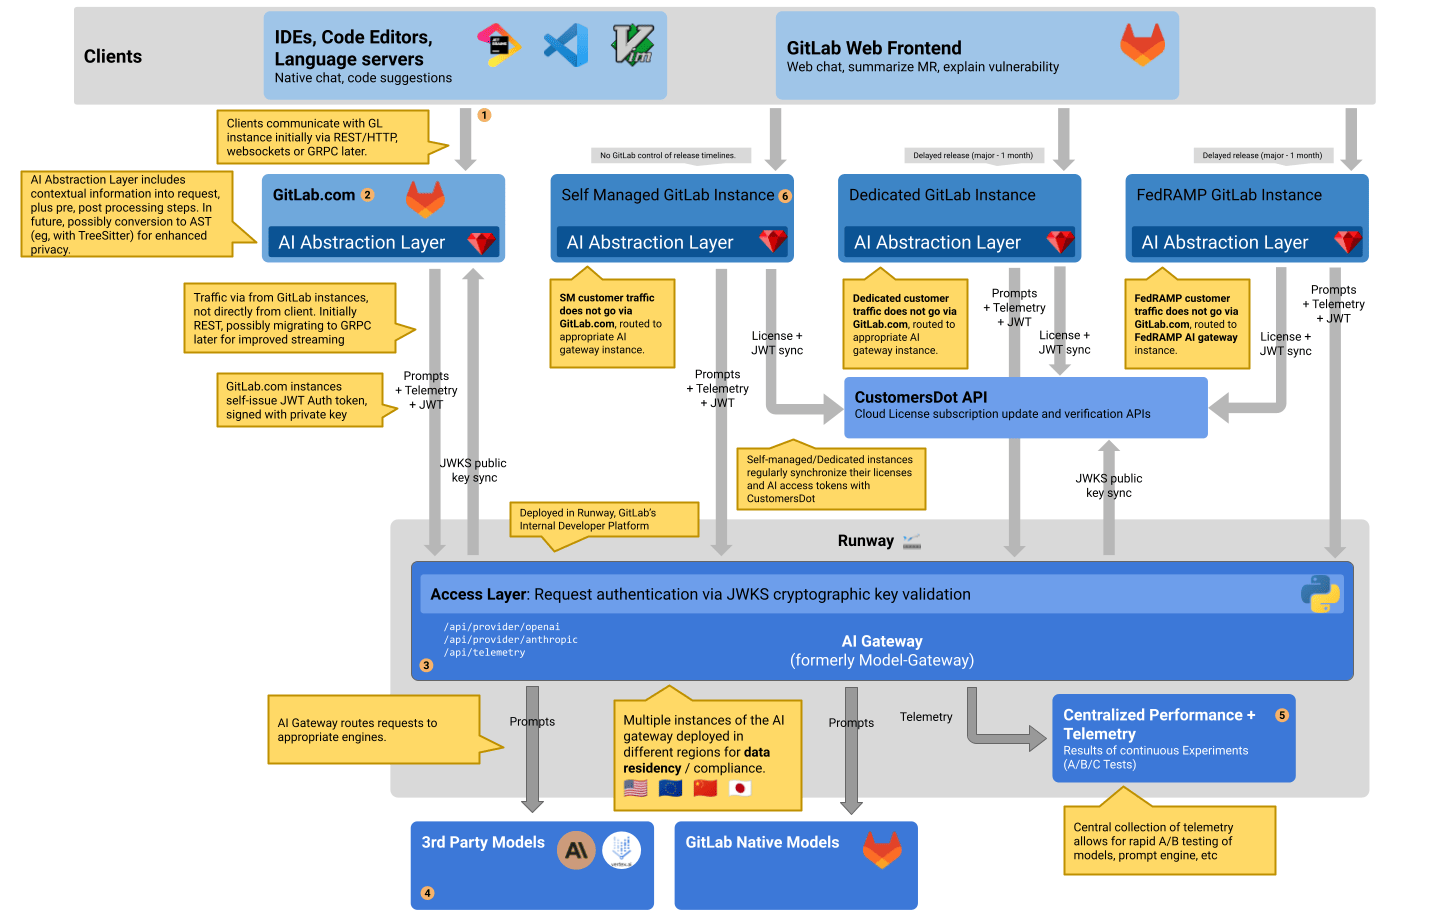 Clients
IDEs, Code Editors,
Language servers
Native chat, code suggestions
JET
BRAINS
Vim
GitLab Web Frontend
Web chat, summarize MR, explain vulnerability
Clients communicate with GL
instance initially via REST/HTTP,
websockets or GRPC later.
1
No GitLab control of release timelines.
Delayed release (major - 1 month)
Delayed release (major - 1 month)
AI Abstraction Layer includes
contextual information into request,
plus pre, post processing steps. In
future, possibly conversion to AST
(eg, with TreeSitter) for enhanced
privacy.
GitLab.com 2
AI Abstraction Layer
Self Managed GitLab Instance 6
AI Abstraction Layer
Dedicated GitLab Instance
AI Abstraction Layer
FedRAMP GitLab Instance
AI Abstraction Layer
Traffic via from GitLab instances,
not directly from client. Initially
REST, possibly migrating to GRPC
later for improved streaming
SM customer traffic
does not go via
GitLab.com, routed to
appropriate AI
gateway instance.
License +
JWT sync
Dedicated customer
traffic does not go via
GitLab.com, routed to
appropriate AI
gateway instance.
Prompts
+ Telemetry
+ JWT
License +
JWT sync
FedRAMP customer
traffic does not go via
GitLab.com, routed to
FedRAMP AI gateway
instance.
License +
JWT sync
Prompts
+ Telemetry
+ JWT
GitLab.com instances
self-issue JWT Auth token,
signed with private key
Prompts
+ Telemetry
+ JWT
Prompts
+ Telemetry
+ JWT
CustomersDot API
Cloud License subscription update and verification APIs
JWKS public
key sync
Self-managed/Dedicated instances
regularly synchronize their licenses
and AI access tokens with
CustomersDot
JWKS public
key sync
Deployed in Runway, GitLab's
Internal Developer Platform
Runway
Access Layer: Request authentication via JWKS cryptographic key validation
/api/provider/openai
/api/provider/anthropic
/api/telemetry
3
AI Gateway
(formerly Model-Gateway)
AI Gateway routes requests to
appropriate engines.
Prompts
Multiple instances of the AI
gateway deployed in
different regions for data
residency / compliance.
Prompts
Telemetry
Centralized Performance +
Telemetry
5
Results of continuous Experiments
(A/B/C Tests)
Central collection of telemetry
allows for rapid A/B testing of
models, prompt engine, etc
3rd Party Models
AI
vertex.ai
4
GitLab Native Models